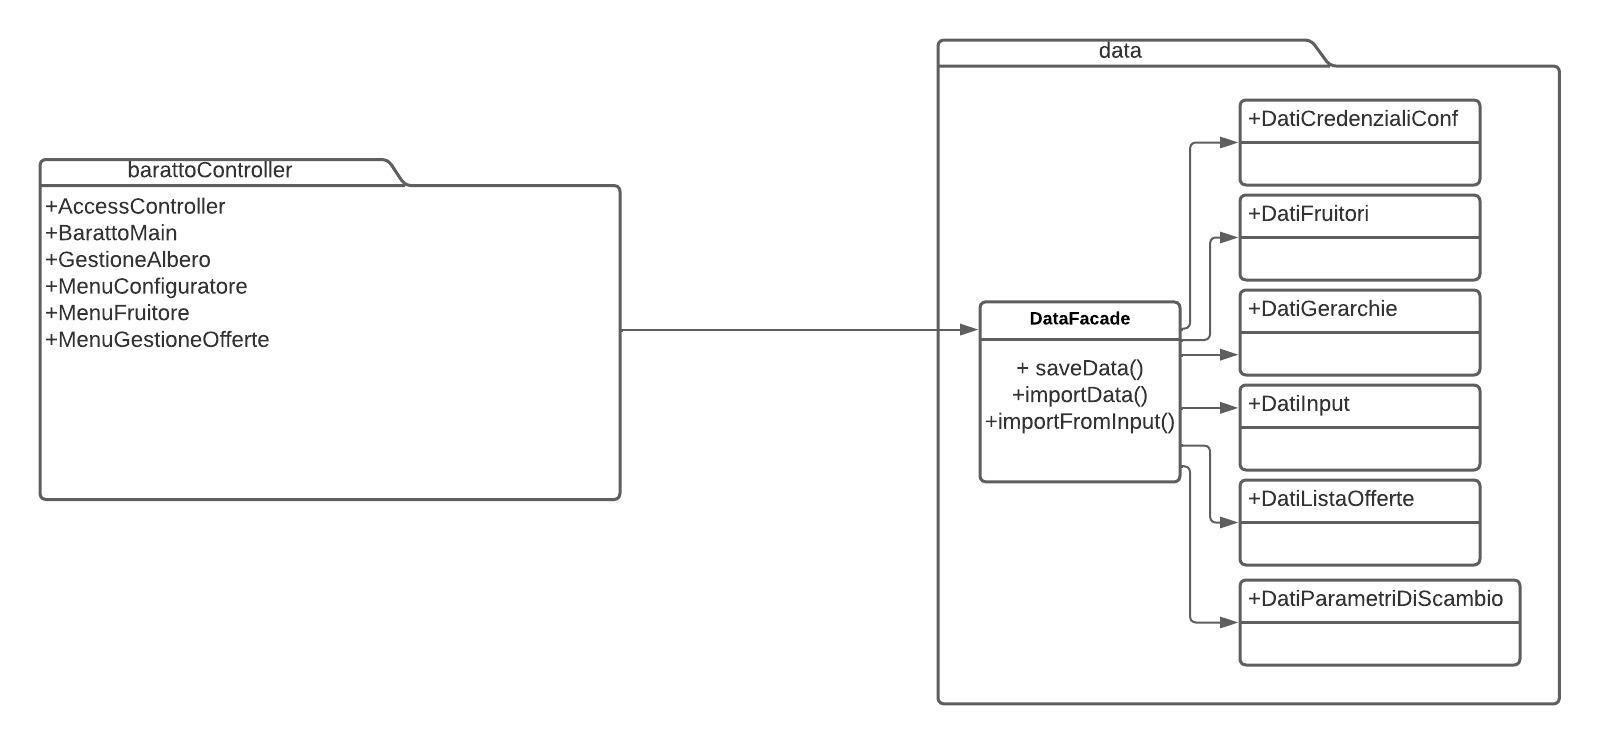 barattoController
+AccessController
+BarattoMain
+GestioneAlbero
+MenuConfiguratore
+MenuFruitore
+MenuGestioneOfferte
data
DataFacade
+ saveData()
+importData()
+importFromInput()
+DatiCredenzialiConf
+DatiFruitori
+DatiGerarchie
+DatiInput
+DatiListaOfferte
+DatiParametriDiScambio